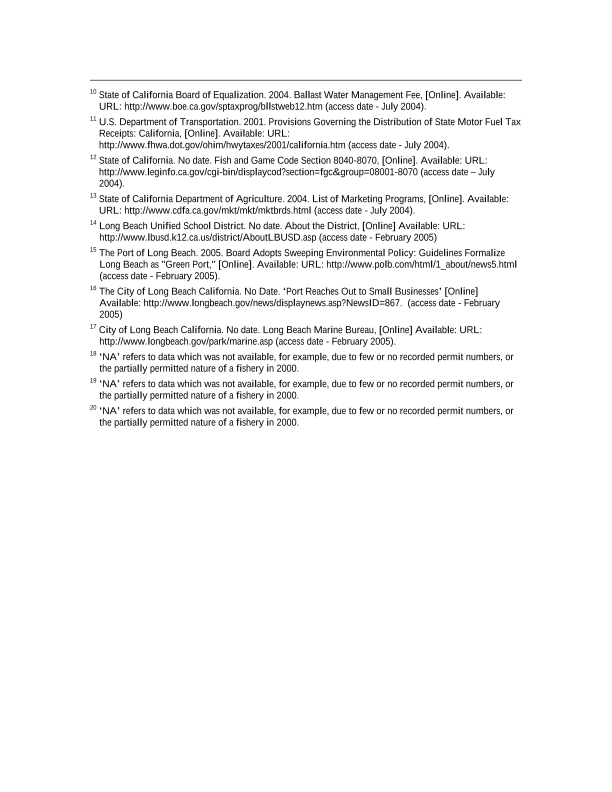 10 State of California Board of Equalization. 2004. Ballast Water Management Fee, [Online]. Available:
URL: http://www.boe.ca.gov/sptaxprog/bllstweb12.htm (access date - July 2004).
11 U.S. Department of Transportation. 2001. Provisions Governing the Distribution of State Motor Fuel Tax
Receipts: California, [Online]. Available: URL:
http://www.fhwa.dot.gov/ohim/hwytaxes/2001/california.htm (access date - July 2004).
12 State of California. No date. Fish and Game Code Section 8040-8070, [Online]. Available: URL:
http://www.leginfo.ca.gov/cgi-bin/displaycod?section=fgc&group=08001-8070 (access date – July
2004).
13 State of California Department of Agriculture. 2004. List of Marketing Programs, [Online]. Available:
URL: http://www.cdfa.ca.gov/mkt/mkt/mktbrds.html (access date - July 2004).
14 Long Beach Unified School District. No date. About the District, [Online] Available: URL:
http://www.lbusd.k12.ca.us/district/AboutLBUSD.asp (access date - February 2005)
15 The Port of Long Beach. 2005. Board Adopts Sweeping Environmental Policy: Guidelines Formalize
Long Beach as "Green Port," [Online]. Available: URL: http://www.polb.com/html/1_about/news5.html
(access date - February 2005).
16 The City of Long Beach California. No Date. ‘Port Reaches Out to Small Businesses’ [Online]
Available: http://www.longbeach.gov/news/displaynews.asp?NewsID=867.  (access date - February
2005)
17 City of Long Beach California. No date. Long Beach Marine Bureau, [Online] Available: URL:
http://www.longbeach.gov/park/marine.asp (access date - February 2005).
18 ‘NA’ refers to data which was not available, for example, due to few or no recorded permit numbers, or
the partially permitted nature of a fishery in 2000.
19 ‘NA’ refers to data which was not available, for example, due to few or no recorded permit numbers, or
the partially permitted nature of a fishery in 2000.
20 ‘NA’ refers to data which was not available, for example, due to few or no recorded permit numbers, or
the partially permitted nature of a fishery in 2000.